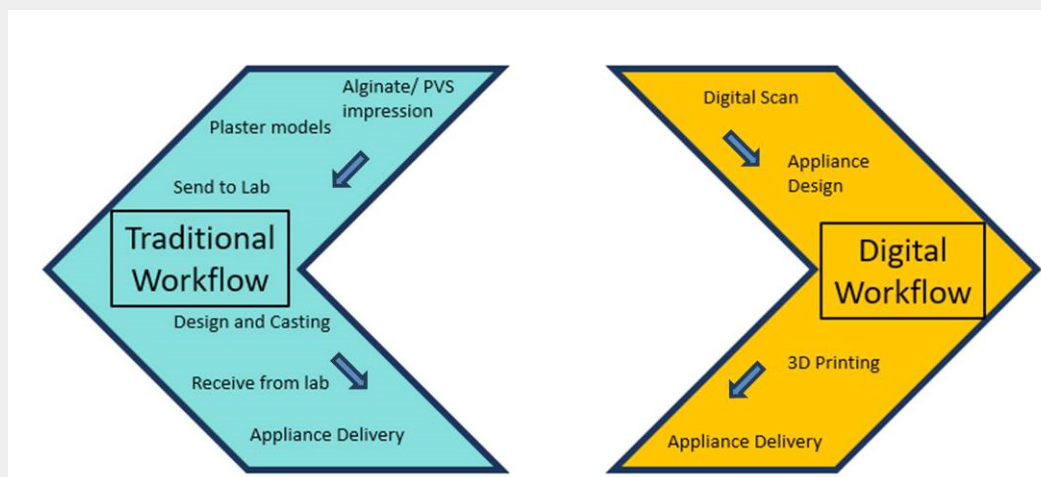 Alginate/ PVS
impression
Plaster models
Send to Lab
Traditional
Workflow
Design and Casting
Receive from lab
Appliance Delivery
Digital Scan
Appliance
Design
Digital
Workflow
3D Printing
Appliance Delivery